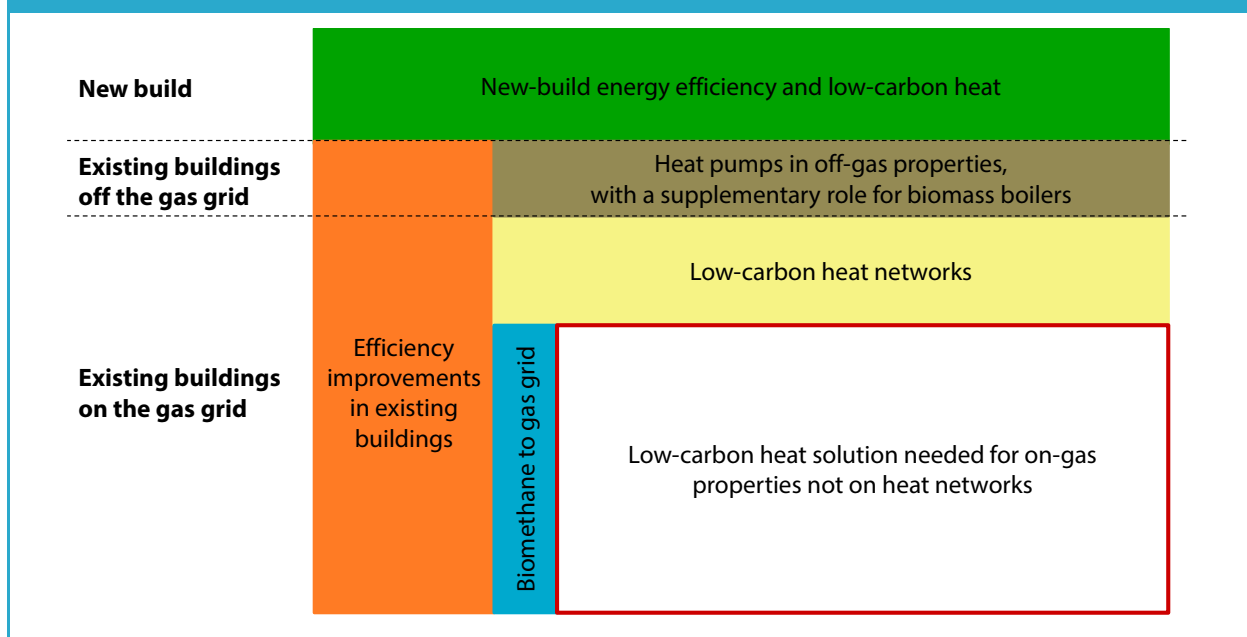 New build
New-build energy efficiency and low-carbon heat
Existing buildings
off the gas grid
Heat pumps in off-gas properties,
with a supplementary role for biomass boilers
Low-carbon heat networks
Existing buildings
on the gas grid
Efficiency
improvements
in existing
buildings
Biomethane to gas grid
Low-carbon heat solution needed for on-gas
properties not on heat networks